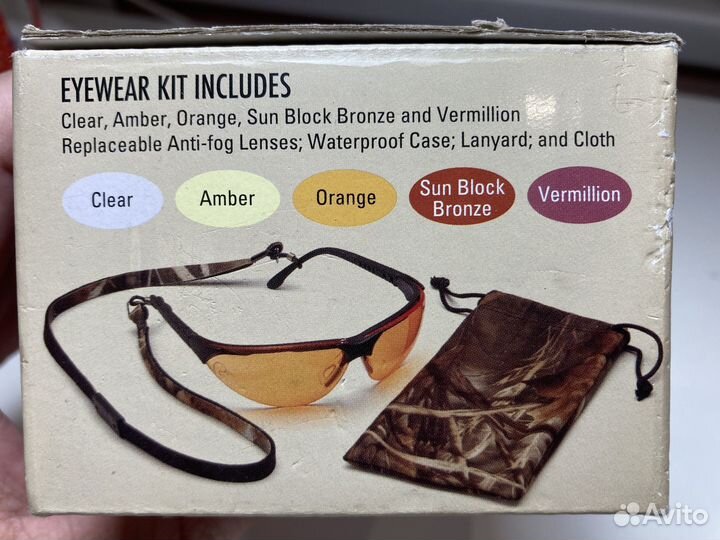 EYEWEAR KIT INCLUDES
Clear, Amber, Orange, Sun Block Bronze and Vermillion
Replaceable Anti-fog Lenses; Waterproof Case; Lanyard; and Cloth
Clear
Amber
Orange
Sun Block
Bronze
Vermillion
Avito